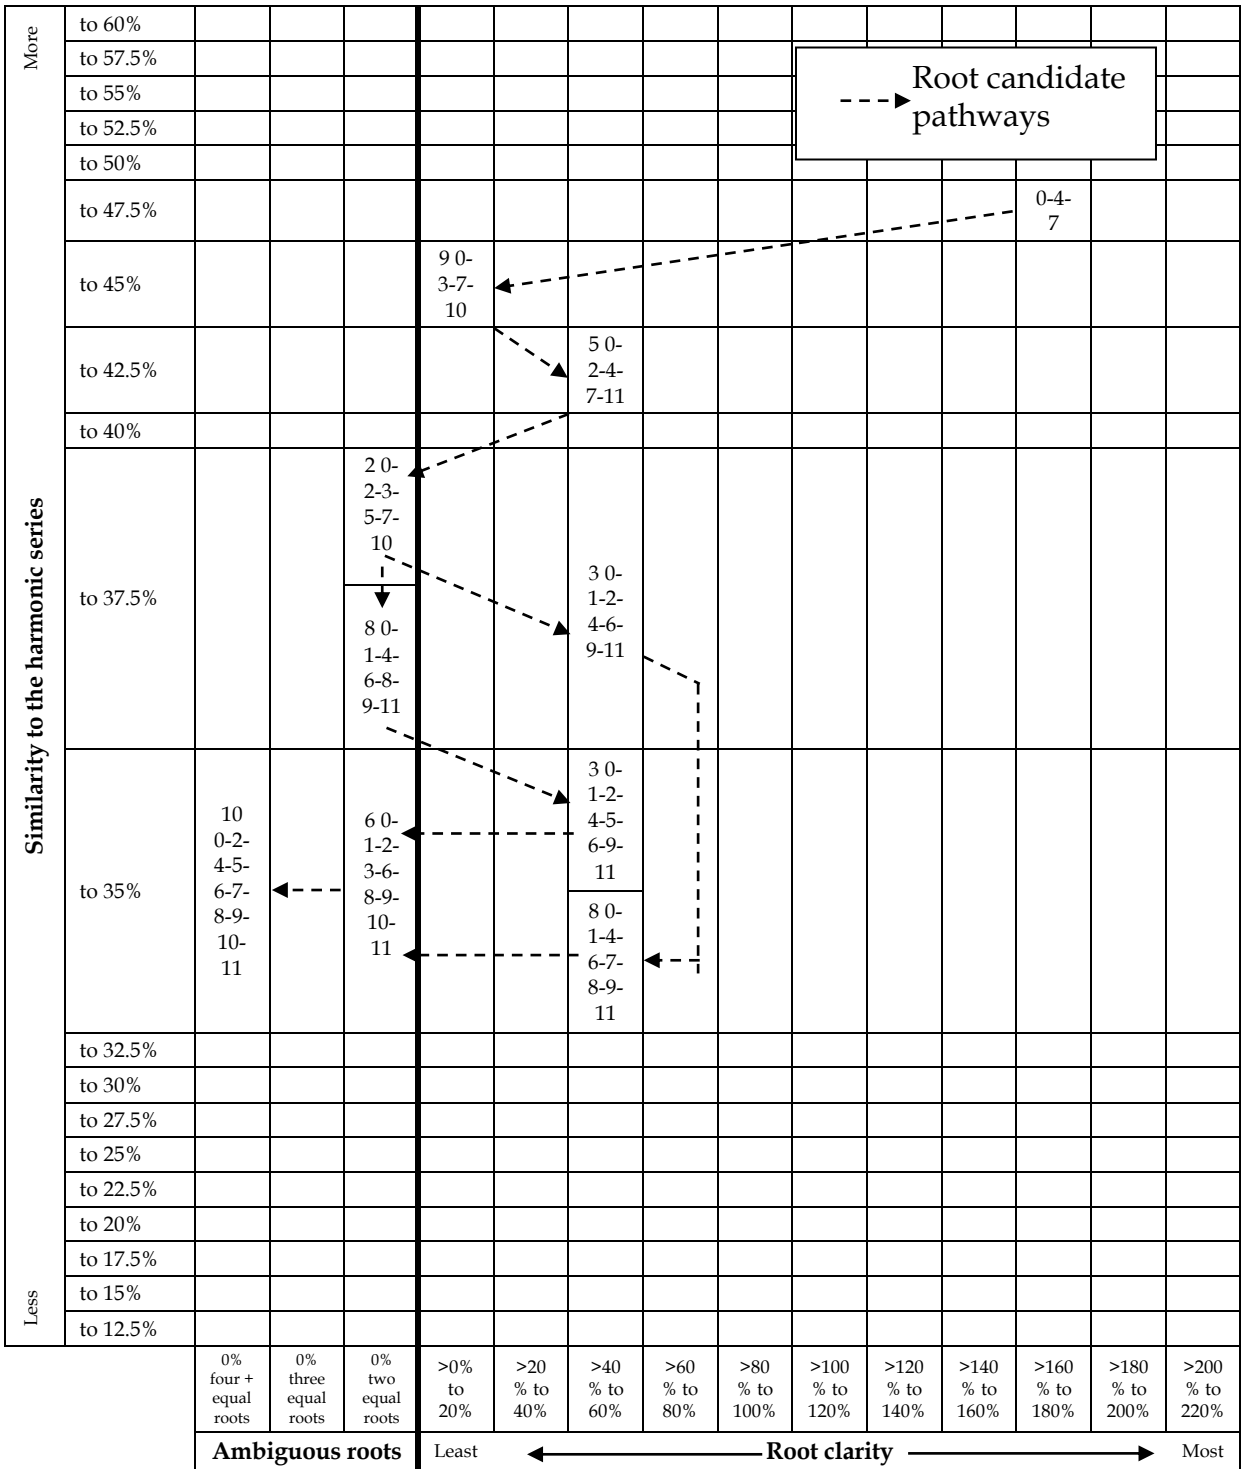 More
to 60%
to 57.5%
to 55%
to 52.5%
to 50%
Root candidate
pathways
to 47.5%
0-4-
7
to 45%
9 0-
3-7-
10
to 42.5%
5 0-
2-4-
7-11
to 40%
Similarity to the harmonic series
to 37.5%
2 0-
2-3-
5-7-
10
8 0-
1-4-
6-8-
9-11
3 0-
1-2-
4-6-
9-11
to 35%
10
0-2-
4-5-
6-7-
8-9-
10-
11
6 0-
1-2-
3-6-
8-9-
10-
11
3 0-
1-2-
4-5-
6-9-
11
8 0-
1-4-
6-7-
8-9-
11
to 32.5%
to 30%
to 27.5%
to 25%
to 22.5%
to 20%
to 17.5%
to 15%
to 12.5%
Less
0%
four +
equal
roots
0%
three
equal
roots
0%
two
equal
roots
>0%
to
20%
>20
% to
40%
>40
% to
60%
>60
% to
80%
>80
% to
100%
>100
% to
120%
>120
% to
140%
>140
% to
160%
>160
% to
180%
>180
% to
200%
>200
% to
220%
Ambiguous roots
Least
Root clarity
Most